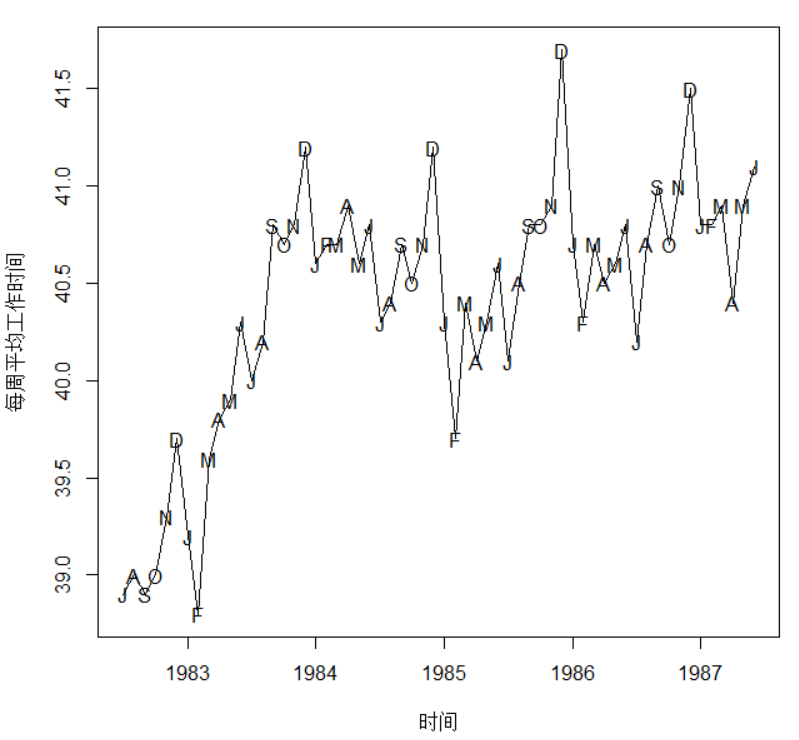 每周平均工作时间
41.5
41.0
40.5
40.0
39.5
39.0
J A S O N D
J F M A M J J A S O N D
J F M A M J J A S O N D
J F M A M J J A S O N D
J F M A M J J A S O N D
J F M A M J
1983 1984 1985 1986 1987
时间